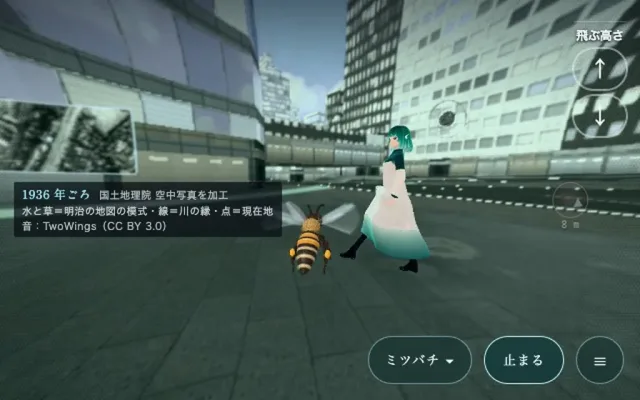 飛ぶ高さ
↑
↓
8 m
1936 年ごろ 国土地理院 空中写真を加工
水と草＝明治の地図の模式・線＝川の縁・点＝現在地
音：TwoWings（CC BY 3.0）
ミツバチ
止まる